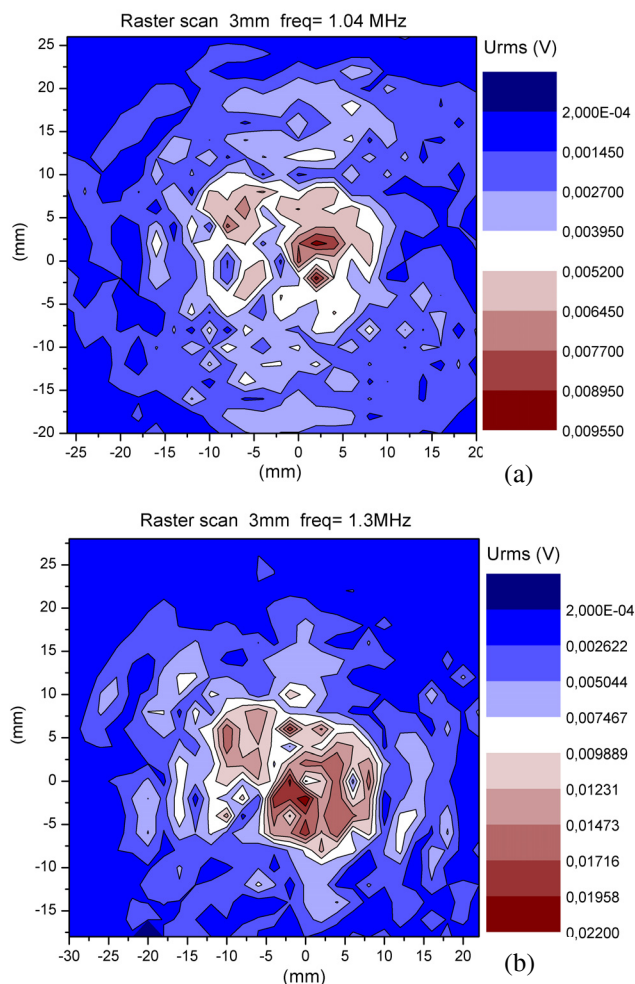 Raster scan 3mm freq= 1.04 MHz
Urms (V)
25
20
15
10
5
0
-5
-10
-15
-20
(mm)
-25 -20 -15 -10 -5 0 5 10 15 20
(mm)
2,000E-04
0,001450
0,002700
0,003950
0,005200
0,006450
0,007700
0,008950
0,009550
(a)
Raster scan 3mm freq= 1.3MHz
Urms (V)
25
20
15
10
5
0
-5
-10
-15
(mm)
-30 -25 -20 -15 -10 -5 0 5 10 15 20
(mm)
2,000E-04
0,002622
0,005044
0,007467
0,009889
0,01231
0,01473
0,01716
0,01958
0,02200
(b)